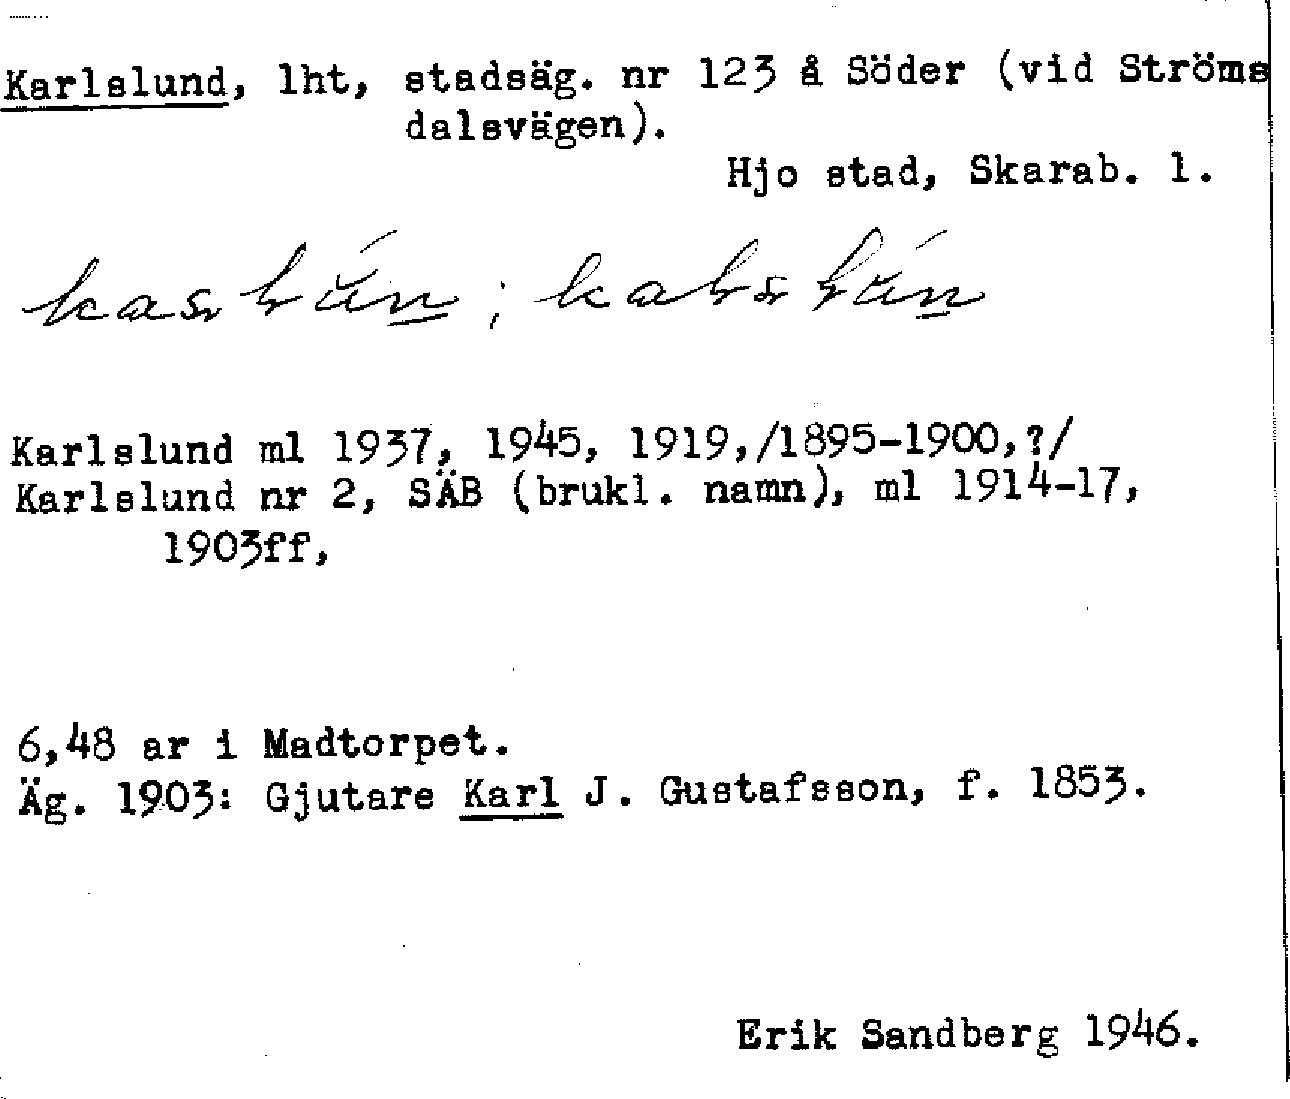 Karlslund, lht, stadsäg. nr 123 å Söder (vid Ströms
dalsvägen).
Hjo stad, Skarab. l.
Karlslund ml 1937, 1945, 1919,/1895-1900,?/
Karlslund nr 2, SÄB (brukl. namn), ml 1914-17,
1903ff,
6,48 ar i Madtorpet.
Äg. 1903: Gjutare Karl J. Gustafsson, f. 1853.
Erik Sandberg 1946.